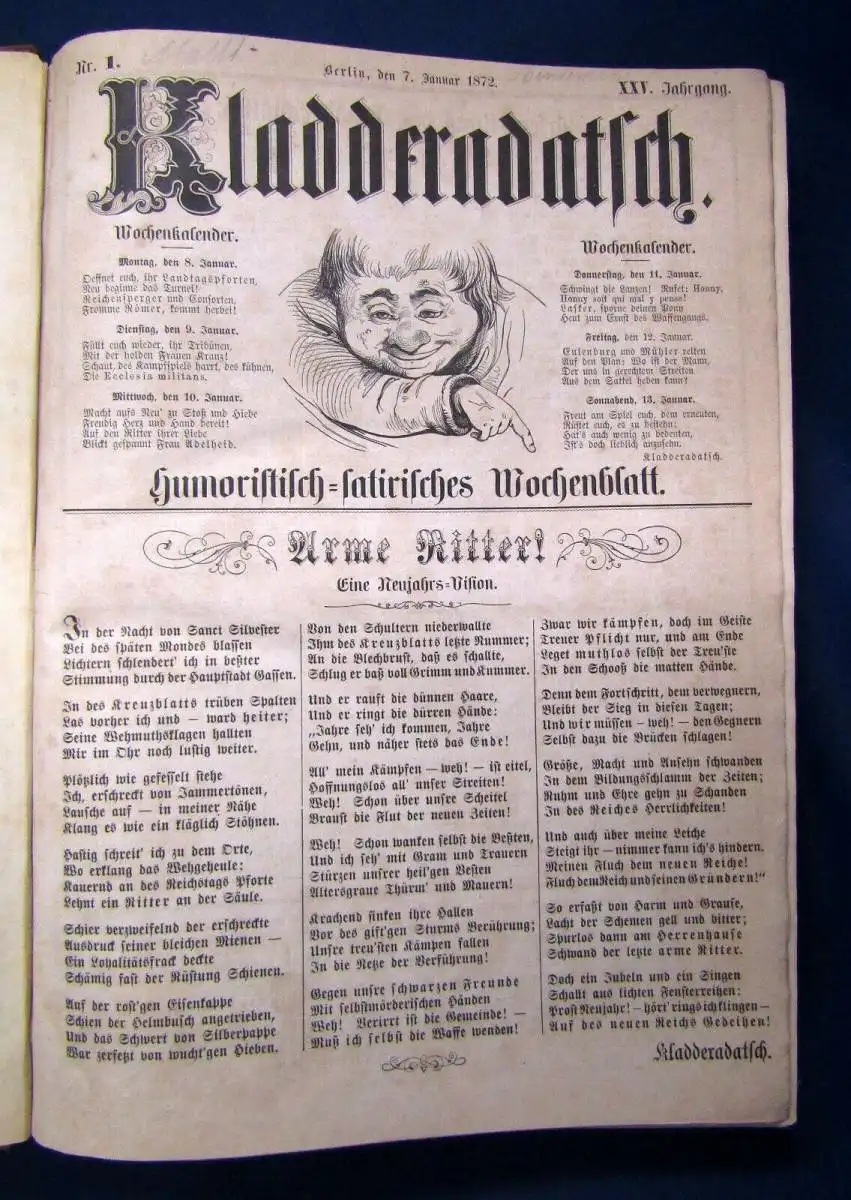 Nr. 1.
Berlin, den 7. Januar 1872.
XXV. Jahrgang.
Kladderadatsch.
Wochenkalender.
Montag, den 8. Januar.
Oeffnet euch, ihr Landtagspforten,
Neu beginne das Turnei!
Reichensperger und Consorten,
Fromme Römer, kommt herbei!
Dienstag, den 9. Januar.
Füllt euch wieder, ihr Tribünen,
Mit der holden Frauen Kranz!
Schaut, des Kampfspiels harrt, des kühnen,
Die Ecclesia militans.
Mittwoch, den 10. Januar.
Macht aufs Neu' zu Stoß und Hiebe
Freudig Herz und Hand bereit!
Auf den Ritter ihrer Liebe
Blickt gespannt Frau Adelheid.
Wochenkalender.
Donnerstag, den 11. Januar.
Schwingt die Lanzen! Rufet: Honny,
Honny soit qui mal y pense!
Lasker, sporne deinen Pony
Heut zum Ernst des Waffengangs.
Freitag, den 12. Januar.
Eulenburg und Mühler reiten
Auf den Plan: Wo ist der Mann,
Der uns in gerechtem Streiten
Aus dem Sattel heben kann?
Sonnabend, 13. Januar.
Freut am Spiel euch, dem erneuten,
Rüstet euch, es zu bestehn:
Hat's auch wenig zu bedeuten,
Ist's doch lieblich anzusehn.
Kladderadatsch.
Humoristisch-satirisches Wochenblatt.
Arme Ritter!
Eine Neujahrs-Vision.
In der Nacht von Sanct Silvester
Bei des späten Mondes blassen
Lichtern schlendert' ich in bester
Stimmung durch der Hauptstadt Gassen.
In des Kreuzblatts trüben Spalten
Las vorher ich und — ward heiter;
Seine Wehmuthsklagen hallten
Mir im Ohr noch lustig weiter.
Plötzlich wie gefesselt stehe
Ich, erschreckt von Jammertönen,
Lausche auf — in meiner Nähe
Klang es wie ein kläglich Stöhnen.
Hastig schreit' ich zu dem Orte,
Wo erklang das Wehgeheule;
Kauernd an des Reichstags Pforte
Lehnt ein Ritter an der Säule.
Schier verzweifelnd der erschreckte
Ausdruck seiner bleichen Mienen —
Ein Loyalitätsfrack deckte
Schämig fast der Rüstung Schienen.
Auf der rost'gen Eisenkappe
Schien der Helmbusch angetrieben,
Und das Schwert von Silberpappe
War zerfetzt von wucht'gen Hieben.
Von den Schultern niederwallte
Ihm des Kreuzblatts letzte Nummer;
An die Blechbrust, daß es schallte,
Schlug er baß voll Grimm und Kummer.
Und er rauft die dünnen Haare,
Und er ringt die dürren Hände:
„Jahre seh' ich kommen, Jahre
Gehn, und näher stets das Ende!
All' mein Kämpfen — weh! — ist eitel,
Hoffnungslos all' unser Streiten!
Weh! Schon über unsre Scheitel
Braust die Flut der neuen Zeiten!
Weh! Schon wanken selbst die Besten,
Und ich seh' mit Gram und Trauern
Stürzen unsrer heil'gen Vesten
Altersgraue Thürm' und Mauern!
Krachend sinken ihre Hallen
Vor des gift'gen Sturms Berührung;
Unsre treu'sten Kämpen fallen
In die Netze der Verführung!
Gegen unsre schwarzen Freunde
Mit selbstmörderischen Händen
Weh! Verirrt ist die Gemeinde! —
Muß ich selbst die Waffe wenden!
Zwar wir kämpfen, doch im Geiste
Treuer Pflicht nur, und am Ende
Leget muthlos selbst der Treu'ste
In den Schooß die matten Hände.
Denn dem Fortschritt, dem verwegnern,
Bleibt der Sieg in diesen Tagen;
Und wir müssen — weh! — den Gegnern
Selbst dazu die Brücken schlagen!
Größe, Macht und Ansehn schwanden
In dem Bildungsschlamm der Zeiten;
Ruhm und Ehre gehn zu Schanden
In des Reiches Herrlichkeiten!
Und auch über meine Leiche
Steigt ihr — nimmer kann ich's hindern.
Meinen Fluch dem neuen Reiche!
Fluch dem Reich und seinen Gründern!“
So erfaßt von Harm und Grause,
Lacht der Schemen gell und bitter;
Spurlos dann am Herrenhause
Schwand der letzte arme Ritter.
Doch ein Jubeln und ein Singen
Schallt aus lichten Fensterreihen:
Prost Neujahr! — hört' rings ich klingen —
Auf des neuen Reichs Gedeihen!
Kladderadatsch.